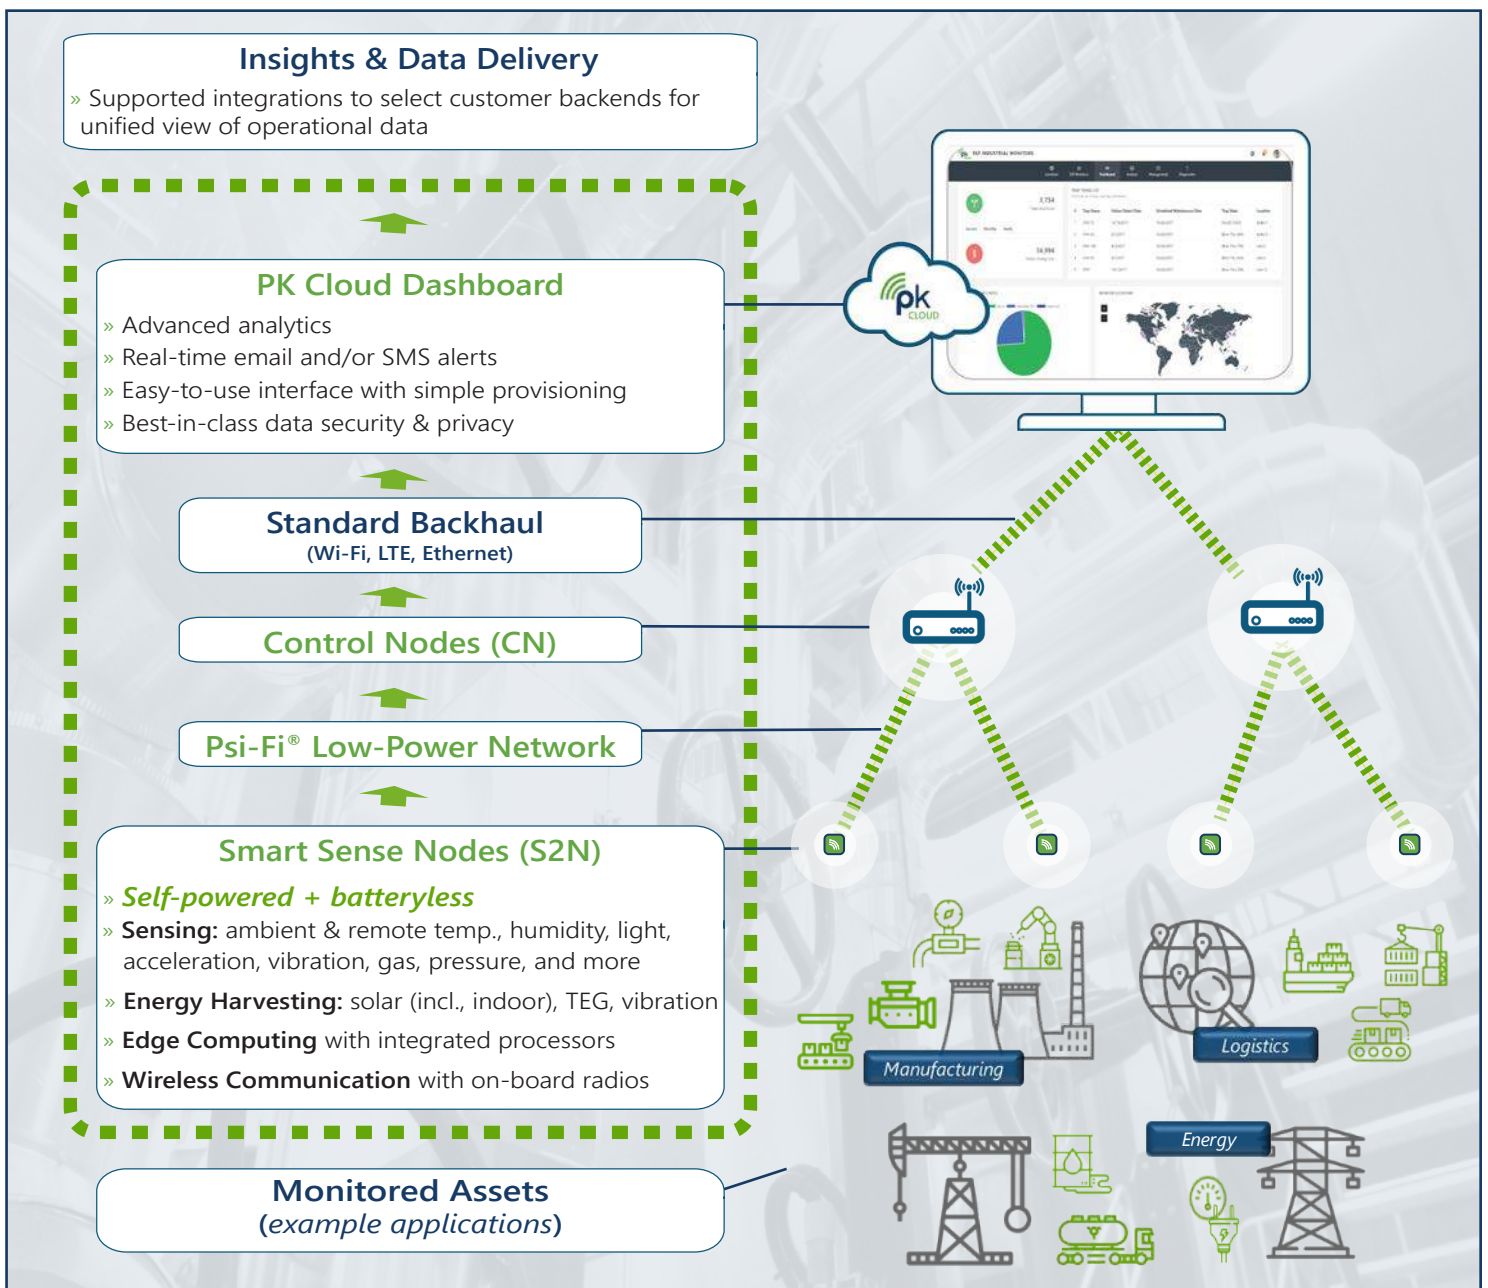 Insights & Data Delivery
» Supported integrations to select customer backends for
unified view of operational data
PK Cloud Dashboard
» Advanced analytics
» Real-time email and/or SMS alerts
» Easy-to-use interface with simple provisioning
» Best-in-class data security & privacy
pk
CLOUD
Standard Backhaul
(Wi-Fi, LTE, Ethernet)
Control Nodes (CN)
Psi-Fi® Low-Power Network
Smart Sense Nodes (S2N)
» Self-powered + batteryless
» Sensing: ambient & remote temp., humidity, light,
acceleration, vibration, gas, pressure, and more
» Energy Harvesting: solar (incl., indoor), TEG, vibration
» Edge Computing with integrated processors
» Wireless Communication with on-board radios
Manufacturing
Logistics
Energy
Monitored Assets
(example applications)